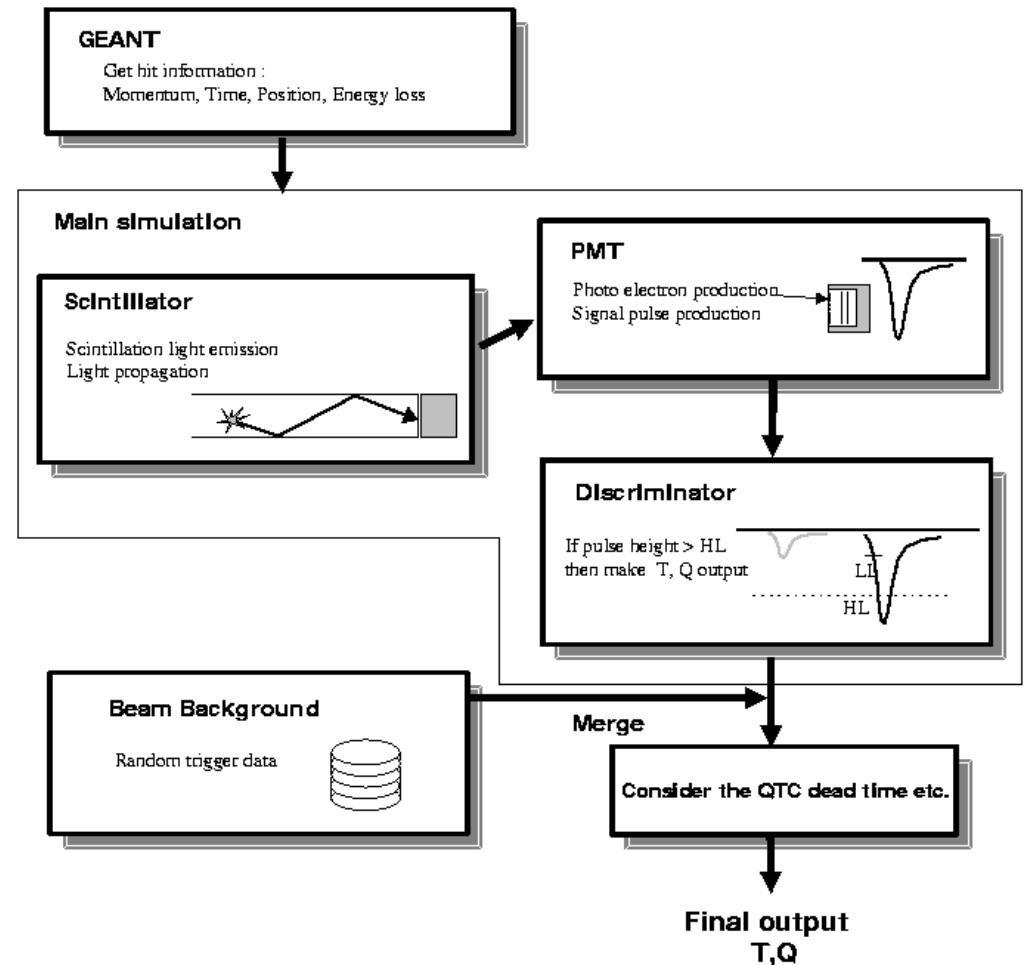 GEANT
Get hit information :
Momentum, Time, Position, Energy loss
Main simulation
Scintillator
Scintillation light emission
Light propagation
PMT
Photo electron production
Signal pulse production
Discriminator
If pulse height > HL
then make T, Q output
LL
HL
Beam Background
Random trigger data
Merge
Consider the QTC dead time etc.
Final output
T,Q